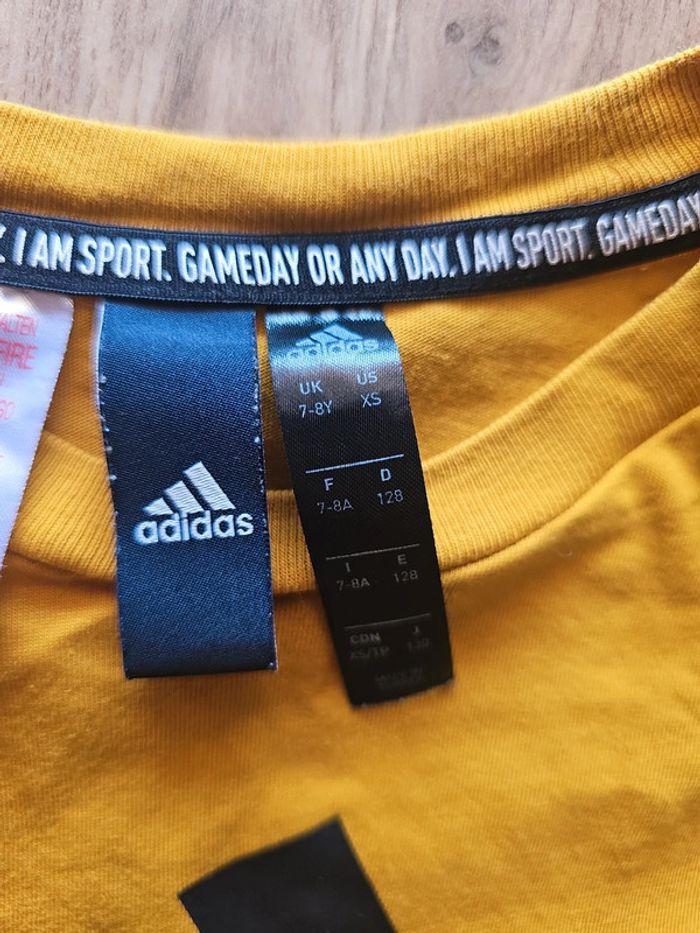 I AM SPORT. GAMEDAY OR ANY DAY. I AM SPORT. GAMEDAY
FIRE
adidas
adidas
UK US
7-8Y XS
F D
7-8A 128
I E
7-8A 128
CDN J
XS/TP 130